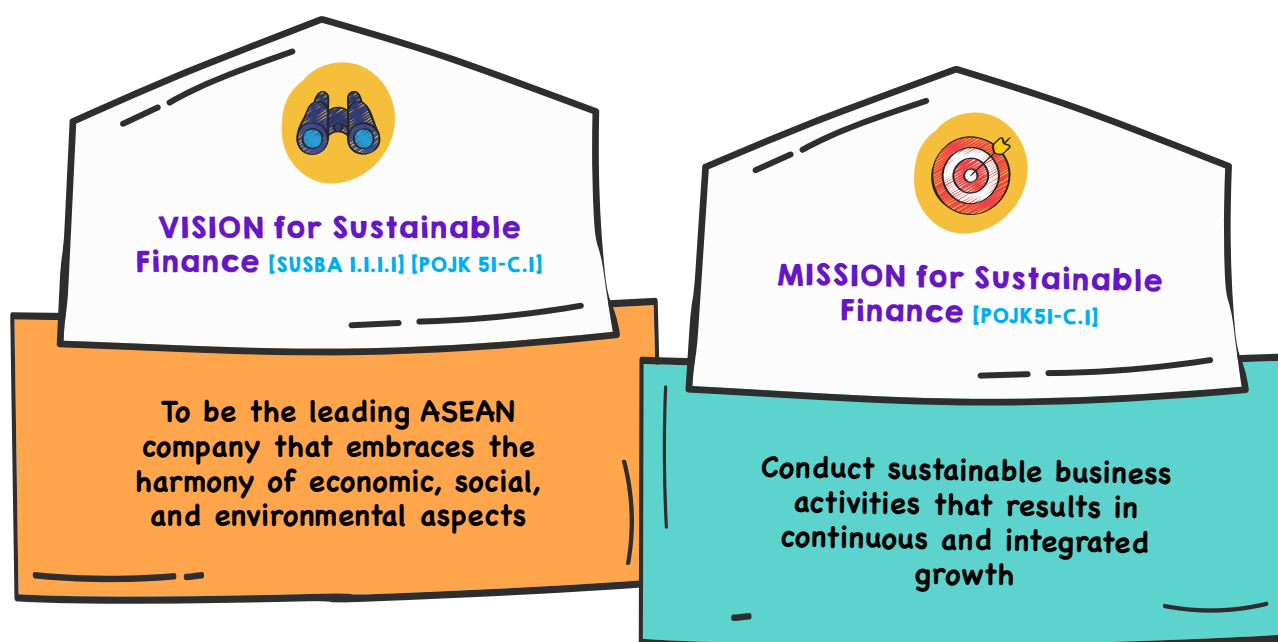 VISION for Sustainable
Finance [SUSBA 1.1.1.1] [POJK 51-C.1]
To be the leading ASEAN
company that embraces the
harmony of economic, social,
and environmental aspects
MISSION for Sustainable
Finance [POJK51-C.1]
Conduct sustainable business
activities that results in
continuous and integrated
growth